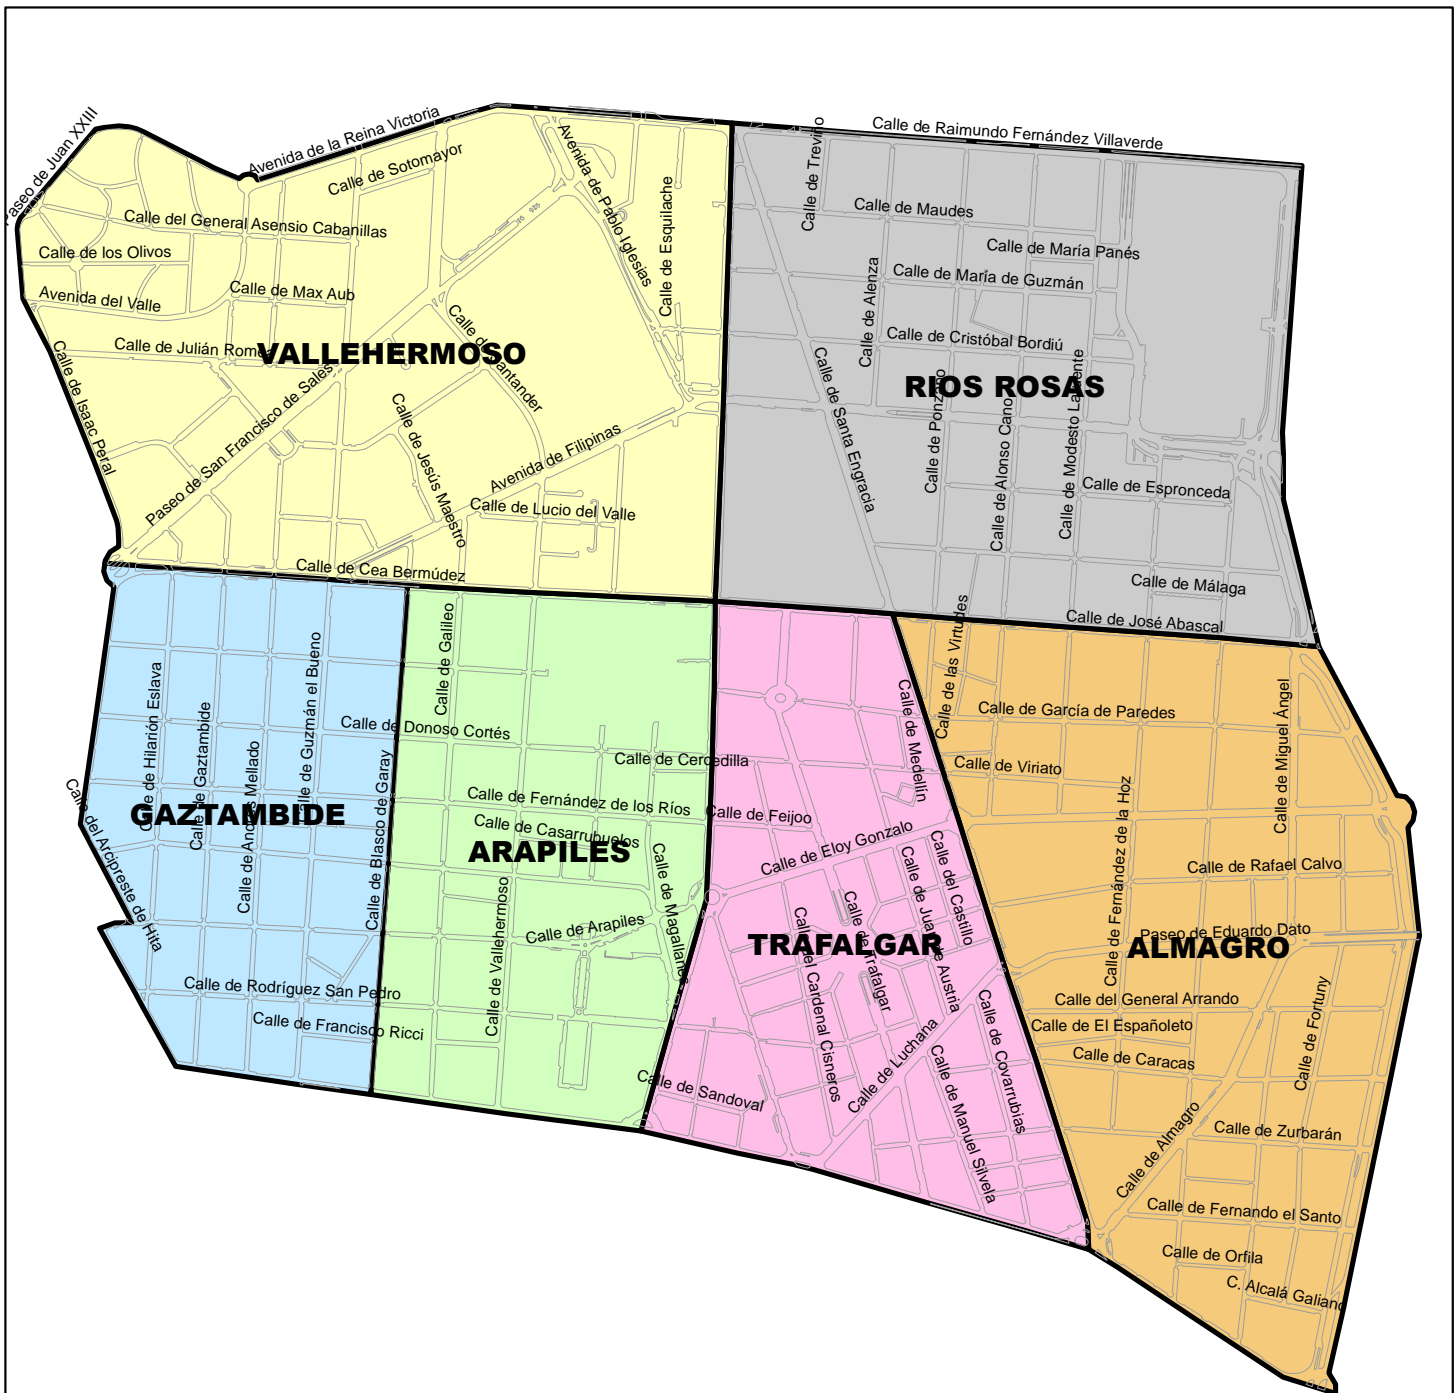 Paseo de Juan XXIII
Avenida de la Reina Victoria
Calle de Sotomayor
Avenida de Pablo Iglesias
Calle de Esquilache
Calle del General Asensio Cabanillas
Calle de los Olivos
Avenida del Valle
Calle de Max Aub
Calle de Julián Romea
VALLEHERMOSO
Calle de Santander
Calle de Isaac Peral
Paseo de San Francisco de Sales
Calle de Jesús Maestro
Avenida de Filipinas
Calle de Lucio del Valle
Calle de Cea Bermúdez
Calle de Raimundo Fernández Villaverde
Calle de Treviño
Calle de Maudes
Calle de María Panés
Calle de María de Guzmán
Calle de Alenza
Calle de Cristóbal Bordiú
RIOS ROSAS
Calle de Santa Engracia
Calle de Ponzano
Calle de Alonso Cano
Calle de Modesto Lafuente
Calle de Espronceda
Calle de Málaga
Calle de José Abascal
Calle de Hilarión Eslava
Calle de Gaztambide
Calle de Andrés Mellado
Calle de Guzmán el Bueno
Calle de Blasco de Garay
GAZTAMBIDE
Calle del Arcipreste de Hita
Calle de Rodríguez San Pedro
Calle de Francisco Ricci
Calle de Galileo
Calle de Donoso Cortés
Calle de Cercedilla
Calle de Fernández de los Ríos
Calle de Casarrubuelos
ARAPILES
Calle de Magallanes
Calle de Vallehermoso
Calle de Arapiles
Calle de Medellín
Calle de Feijoo
Calle de Eloy Gonzalo
Calle del Castillo
Calle de Juan de Austria
Calle de Trafalgar
Calle del Cardenal Cisneros
TRAFALGAR
Calle de Luchana
Calle de Covarrubias
Calle de Manuel Silvela
Calle de Sandoval
Calle de las Virtudes
Calle de García de Paredes
Calle de Miguel Ángel
Calle de Viriato
Calle de Fernández de la Hoz
Calle de Rafael Calvo
Paseo de Eduardo Dato
ALMAGRO
Calle del General Arrando
Calle de El Españoleto
Calle de Caracas
Calle de Fortuny
Calle de Almagro
Calle de Zurbarán
Calle de Fernando el Santo
Calle de Orfila
C. Alcalá Galiano